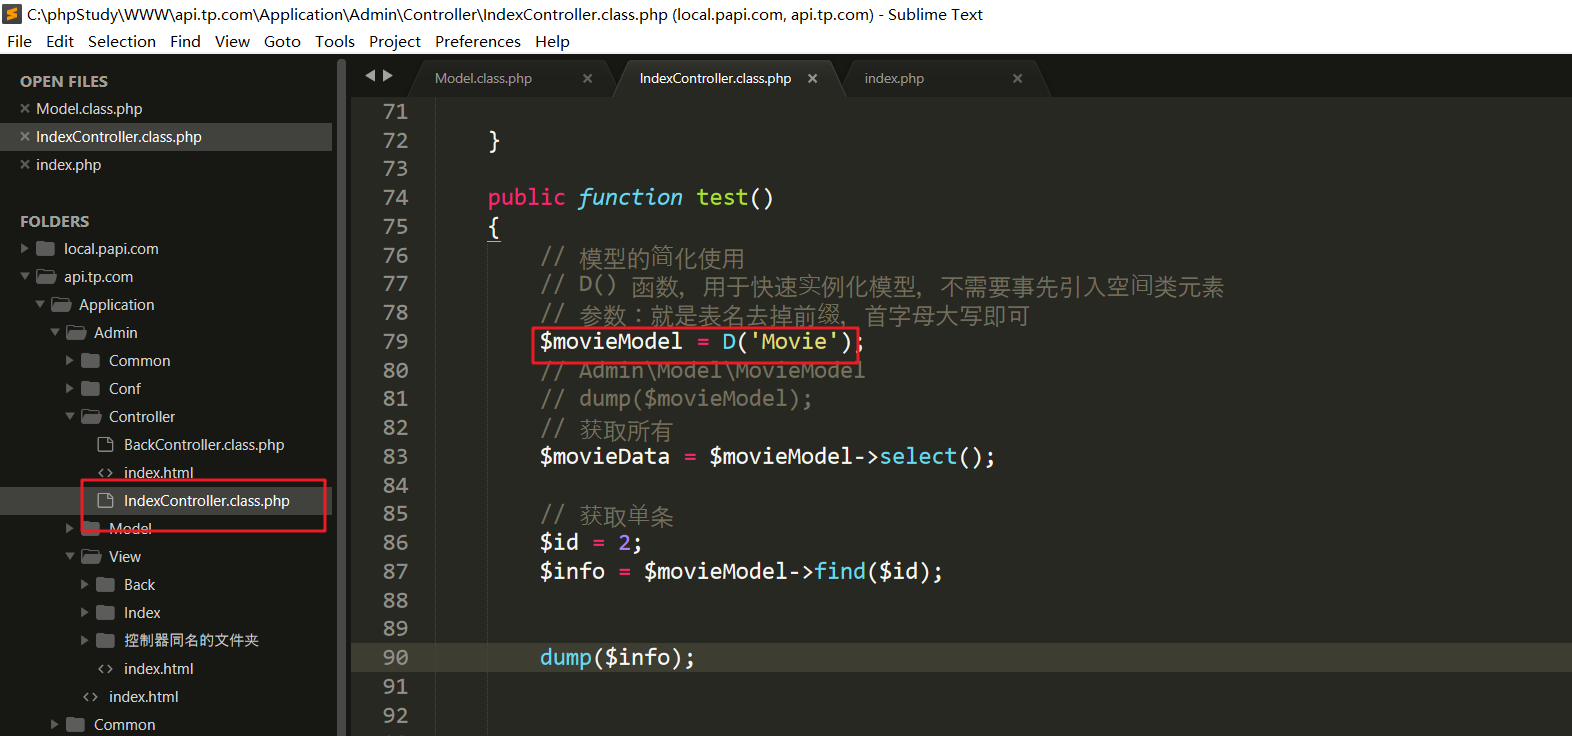 C:\phpStudy\WWW\api.tp.com\Application\Admin\Controller\IndexController.class.php (local.papi.com, api.tp.com) - Sublime Text
File Edit Selection Find View Goto Tools Project Preferences Help
OPEN FILES
Model.class.php
IndexController.class.php
index.php
FOLDERS
local.papi.com
api.tp.com
Application
Admin
Common
Conf
Controller
BackController.class.php
index.html
IndexController.class.php
Model
View
Back
Index
控制器同名的文件夹
index.html
index.html
Common
Model.class.php IndexController.class.php index.php
71
72 }
73
74 public function test()
75 {
76 // 模型的简化使用
77 // D() 函数，用于快速实例化模型，不需要事先引入空间类元素
78 // 参数：就是表名去掉前缀，首字母大写即可
79 $movieModel = D('Movie');
80 // Admin\Model\MovieModel
81 // dump($movieModel);
82 // 获取所有
83 $movieData = $movieModel->select();
84
85 // 获取单条
86 $id = 2;
87 $info = $movieModel->find($id);
88
89
90 dump($info);
91
92